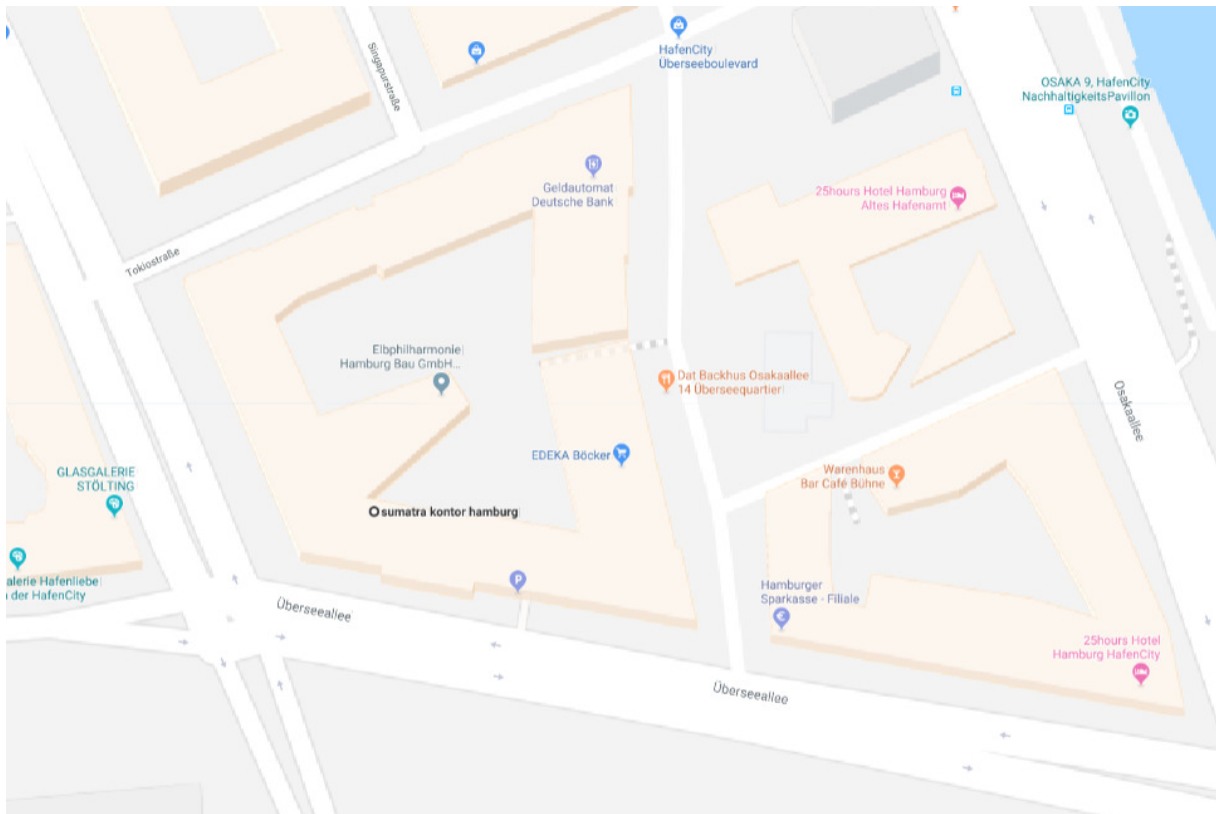 Singapurstraße
HafenCity
Überseeboulevard
OSAKA 9, HafenCity
NachhaltigkeitsPavillon
Geldautomat
Deutsche Bank
25hours Hotel Hamburg
Altes Hafenamt
Tokiostraße
Elbphilharmonie
Hamburg Bau GmbH...
Dat Backhus Osakaallee
14 Überseequartier
Osakaallee
EDEKA Böcker
GLASGALERIE
STÖLTING
Warenhaus
Bar Café Bühne
sumatra kontor hamburg
P
alerie Hafenliebe
der HafenCity
Überseeallee
Hamburger
Sparkasse - Filiale
€
25hours Hotel
Hamburg HafenCity
Überseeallee